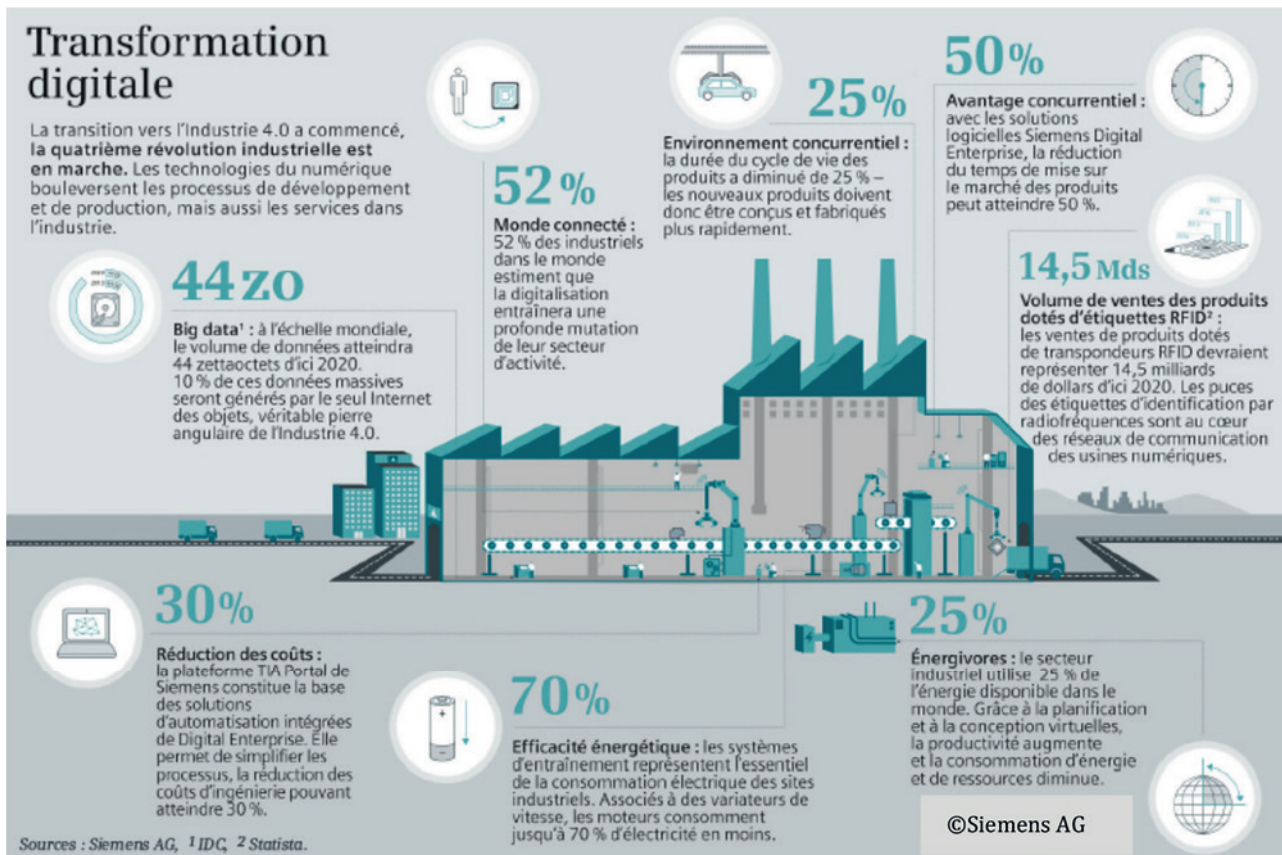 Transformation
digitale
La transition vers l'Industrie 4.0 a commencé,
la quatrième révolution industrielle est
en marche. Les technologies du numérique
bouleversent les processus de développement
et de production, mais aussi les services dans
l'industrie.
44 ZO
Big data¹ : à l'échelle mondiale,
le volume de données atteindra
44 zettaoctets d'ici 2020.
10 % de ces données massives
seront générés par le seul Internet
des objets, véritable pierre
angulaire de l'Industrie 4.0.
52 %
Monde connecté :
52 % des industriels
dans le monde
estiment que
la digitalisation
entraînera une
profonde mutation
de leur secteur
d'activité.
25 %
Environnement concurrentiel :
la durée du cycle de vie des
produits a diminué de 25 % –
les nouveaux produits doivent
donc être conçus et fabriqués
plus rapidement.
50 %
Avantage concurrentiel :
avec les solutions
logicielles Siemens Digital
Enterprise, la réduction
du temps de mise sur
le marché des produits
peut atteindre 50 %.
14,5 Mds
Volume de ventes des produits
dotés d'étiquettes RFID² :
les ventes de produits dotés
de transpondeurs RFID devraient
représenter 14,5 milliards
de dollars d'ici 2020. Les puces
des étiquettes d'identification par
radiofréquences sont au cœur
des réseaux de communication
des usines numériques.
30 %
Réduction des coûts :
la plateforme TIA Portal de
Siemens constitue la base
des solutions
d'automatisation intégrées
de Digital Enterprise. Elle
permet de simplifier les
processus, la réduction des
coûts d'ingénierie pouvant
atteindre 30 %.
70 %
Efficacité énergétique : les systèmes
d'entraînement représentent l'essentiel
de la consommation électrique des sites
industriels. Associés à des variateurs de
vitesse, les moteurs consomment
jusqu'à 70 % d'électricité en moins.
25 %
Énergivores : le secteur
industriel utilise 25 % de
l'énergie disponible dans le
monde. Grâce à la planification
et à la conception virtuelles,
la productivité augmente
et la consommation d'énergie
et de ressources diminue.
©Siemens AG
Sources : Siemens AG, ¹ IDC, ² Statista.